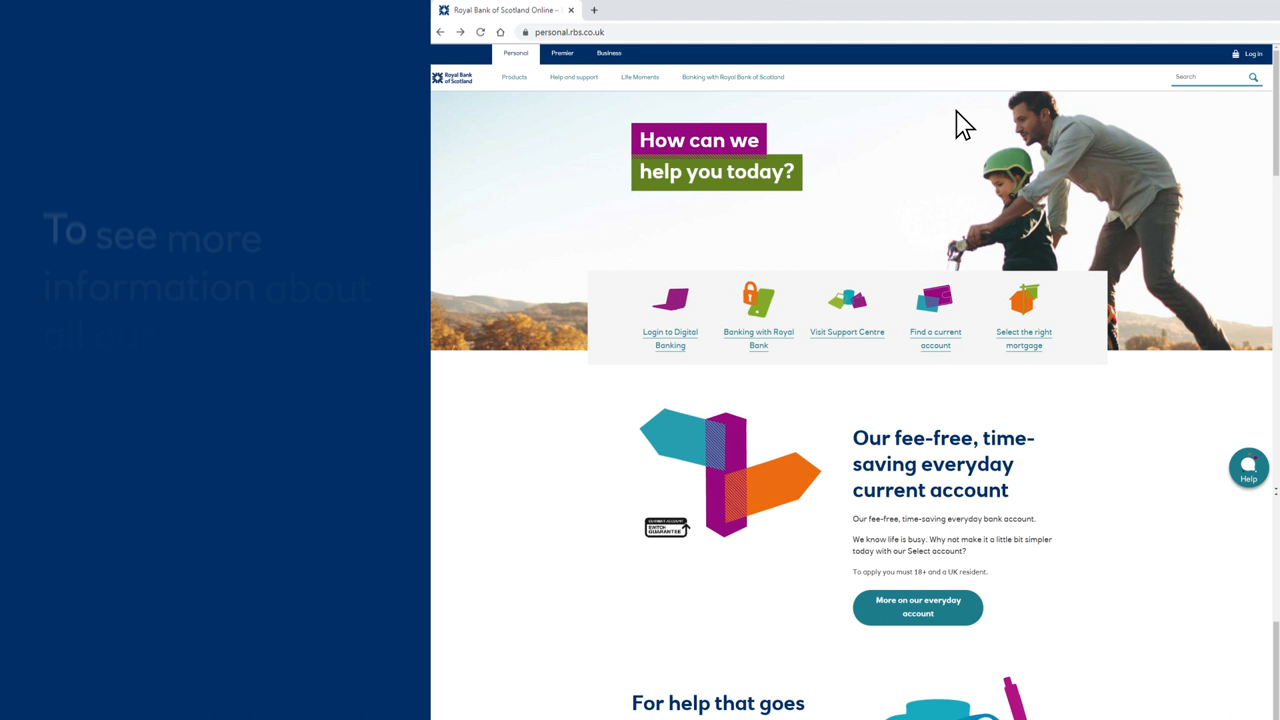 Royal Bank of Scotland Online -
personal.rbs.co.uk
Personal
Premier
Business
Log in
Royal Bank
of Scotland
Products
Help and support
Life Moments
Banking with Royal Bank of Scotland
Search
To see more
information about
How can we
help you today?
Login to Digital
Banking
Banking with Royal
Bank
Visit Support Centre
Find a current
account
Select the right
mortgage
Our fee-free, time-
saving everyday
current account
Our fee-free, time-saving everyday bank account.
We know life is busy. Why not make it a little bit simpler
today with our Select account?
To apply you must 18+ and a UK resident.
CURRENT ACCOUNT
SWITCH
GUARANTEE
More on our everyday
account
Help
For help that goes